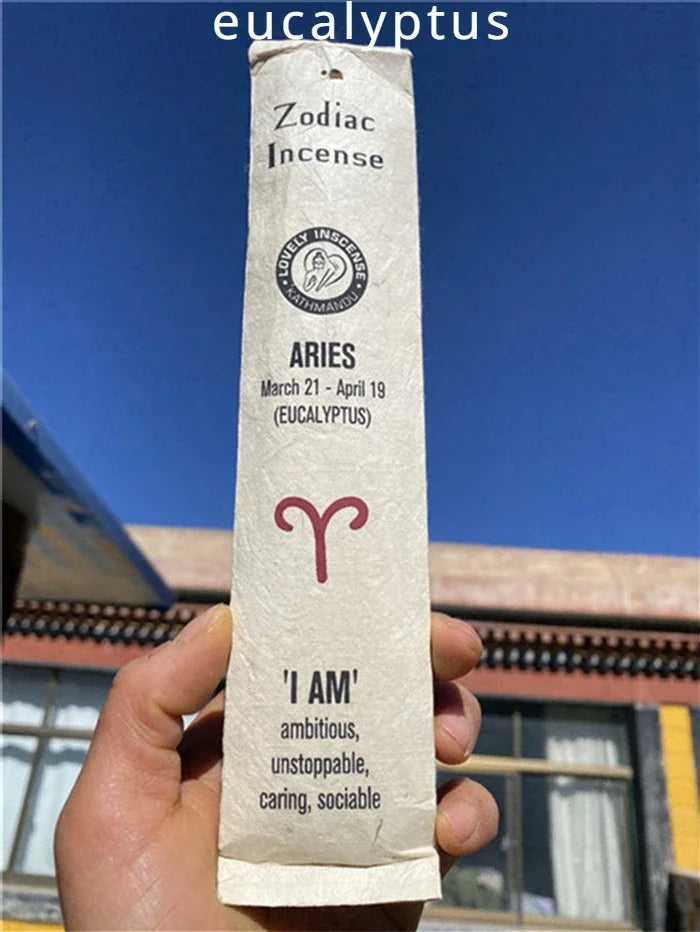 eucalyptus
Zodiac
Incense
LOVELY INSCENSE
KATHMANDU
ARIES
March 21 - April 19
(EUCALYPTUS)
'I AM'
ambitious,
unstoppable,
caring, sociable